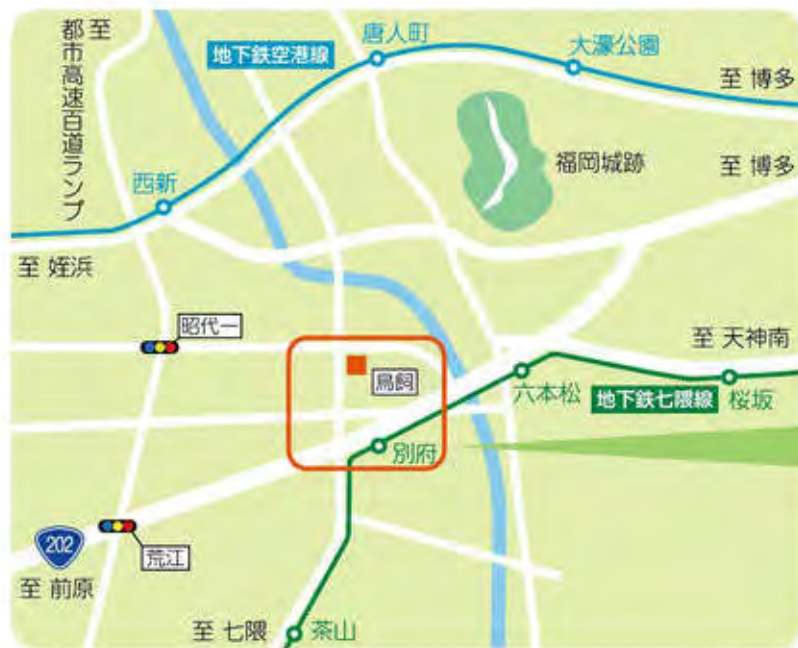 至
都市高速百道ランプ
地下鉄空港線
唐人町
大濠公園
至 博多
福岡城跡
至 博多
西新
至 姪浜
昭代一
鳥飼
至 天神南
六本松
地下鉄七隈線
桜坂
別府
202
荒江
至 前原
至 七隈
茶山